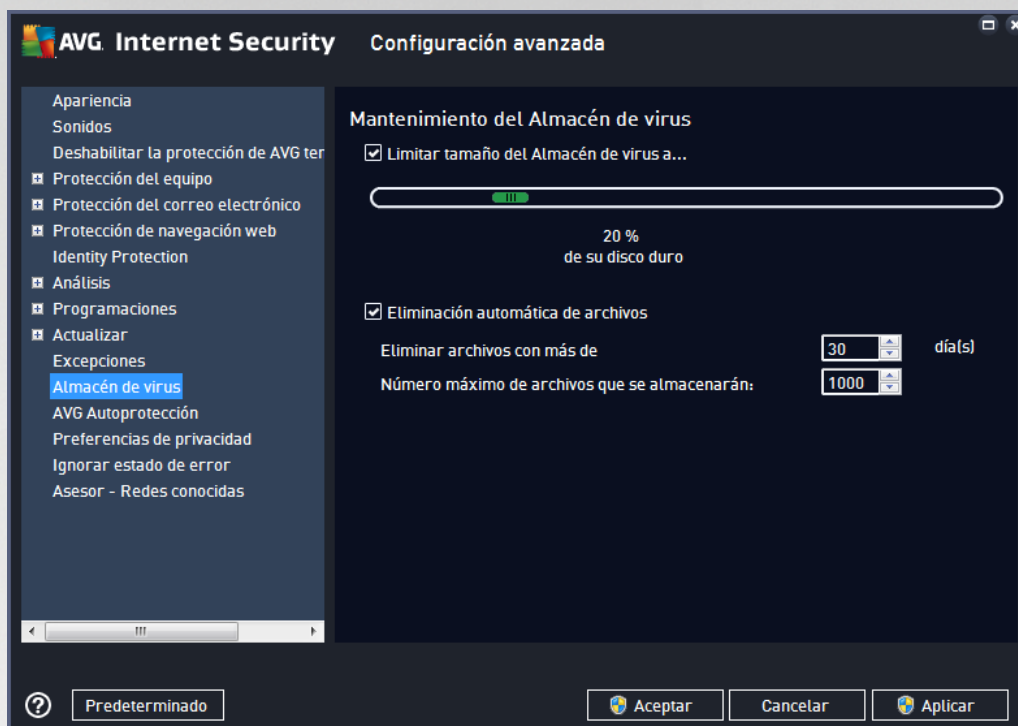 AVG. Internet Security
Configuración avanzada
Apariencia
Sonidos
Deshabilitar la protección de AVG ter
Protección del equipo
Protección del correo electrónico
Protección de navegación web
Identity Protection
Análisis
Programaciones
Actualizar
Excepciones
Almacén de virus
AVG Autoprotección
Preferencias de privacidad
Ignorar estado de error
Asesor - Redes conocidas
Mantenimiento del Almacén de virus
Limitar tamaño del Almacén de virus a...
20 %
de su disco duro
Eliminación automática de archivos
Eliminar archivos con más de 30 día(s)
Número máximo de archivos que se almacenarán: 1000
? Predeterminado Aceptar Cancelar Aplicar